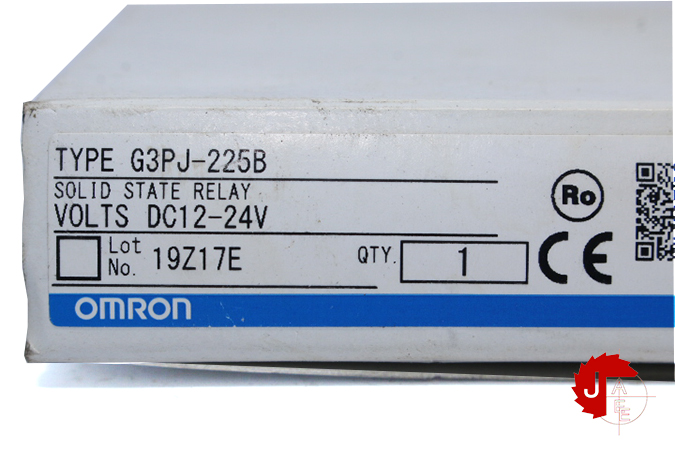 TYPE G3PJ-225B
SOLID STATE RELAY
VOLTS DC12-24V
Lot No. 19Z17E QTY. 1
Ro
CE
OMRON
J A
E E